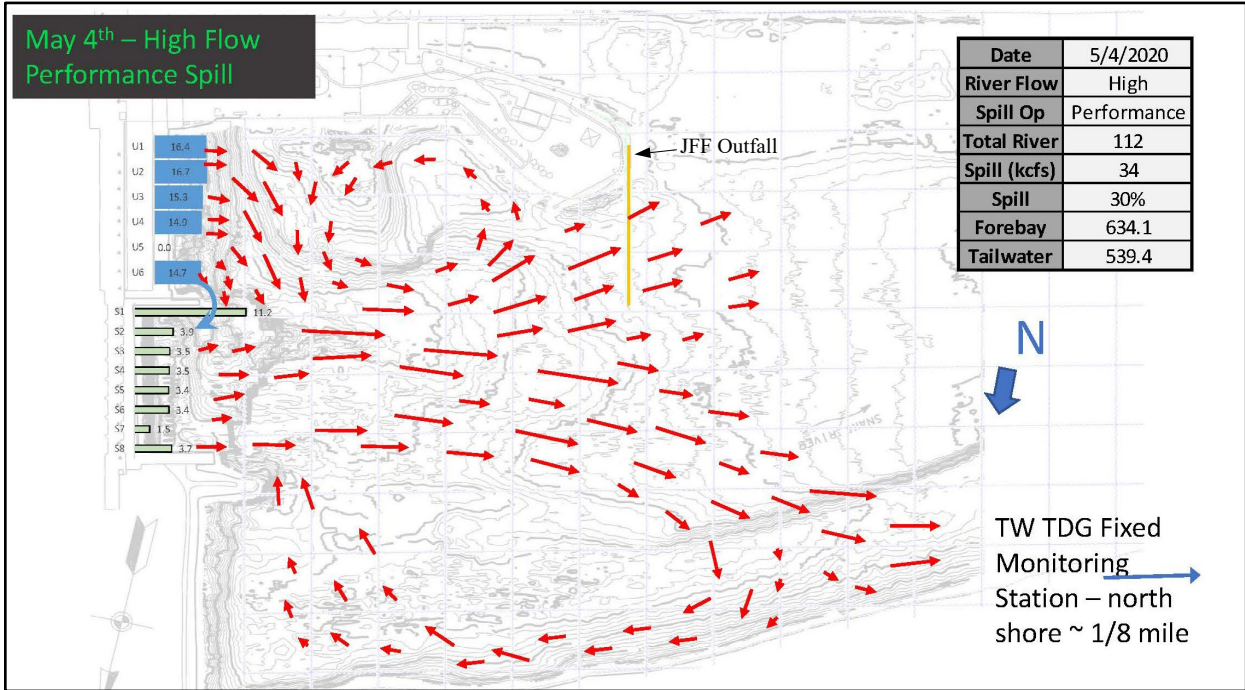 May 4th – High Flow
Performance Spill
Date 5/4/2020
River Flow High
Spill Op Performance
Total River 112
Spill (kcfs) 34
Spill 30%
Forebay 634.1
Tailwater 539.4
JFF Outfall
U1 16.4
U2 16.7
U3 15.3
U4 14.9
U5 0.0
U6 14.7
S1 11.2
S2 3.9
S3 3.5
S4 3.5
S5 3.4
S6 3.4
S7 1.5
S8 3.7
N
SNAKE RIVER
TW TDG Fixed
Monitoring
Station – north
shore ~ 1/8 mile